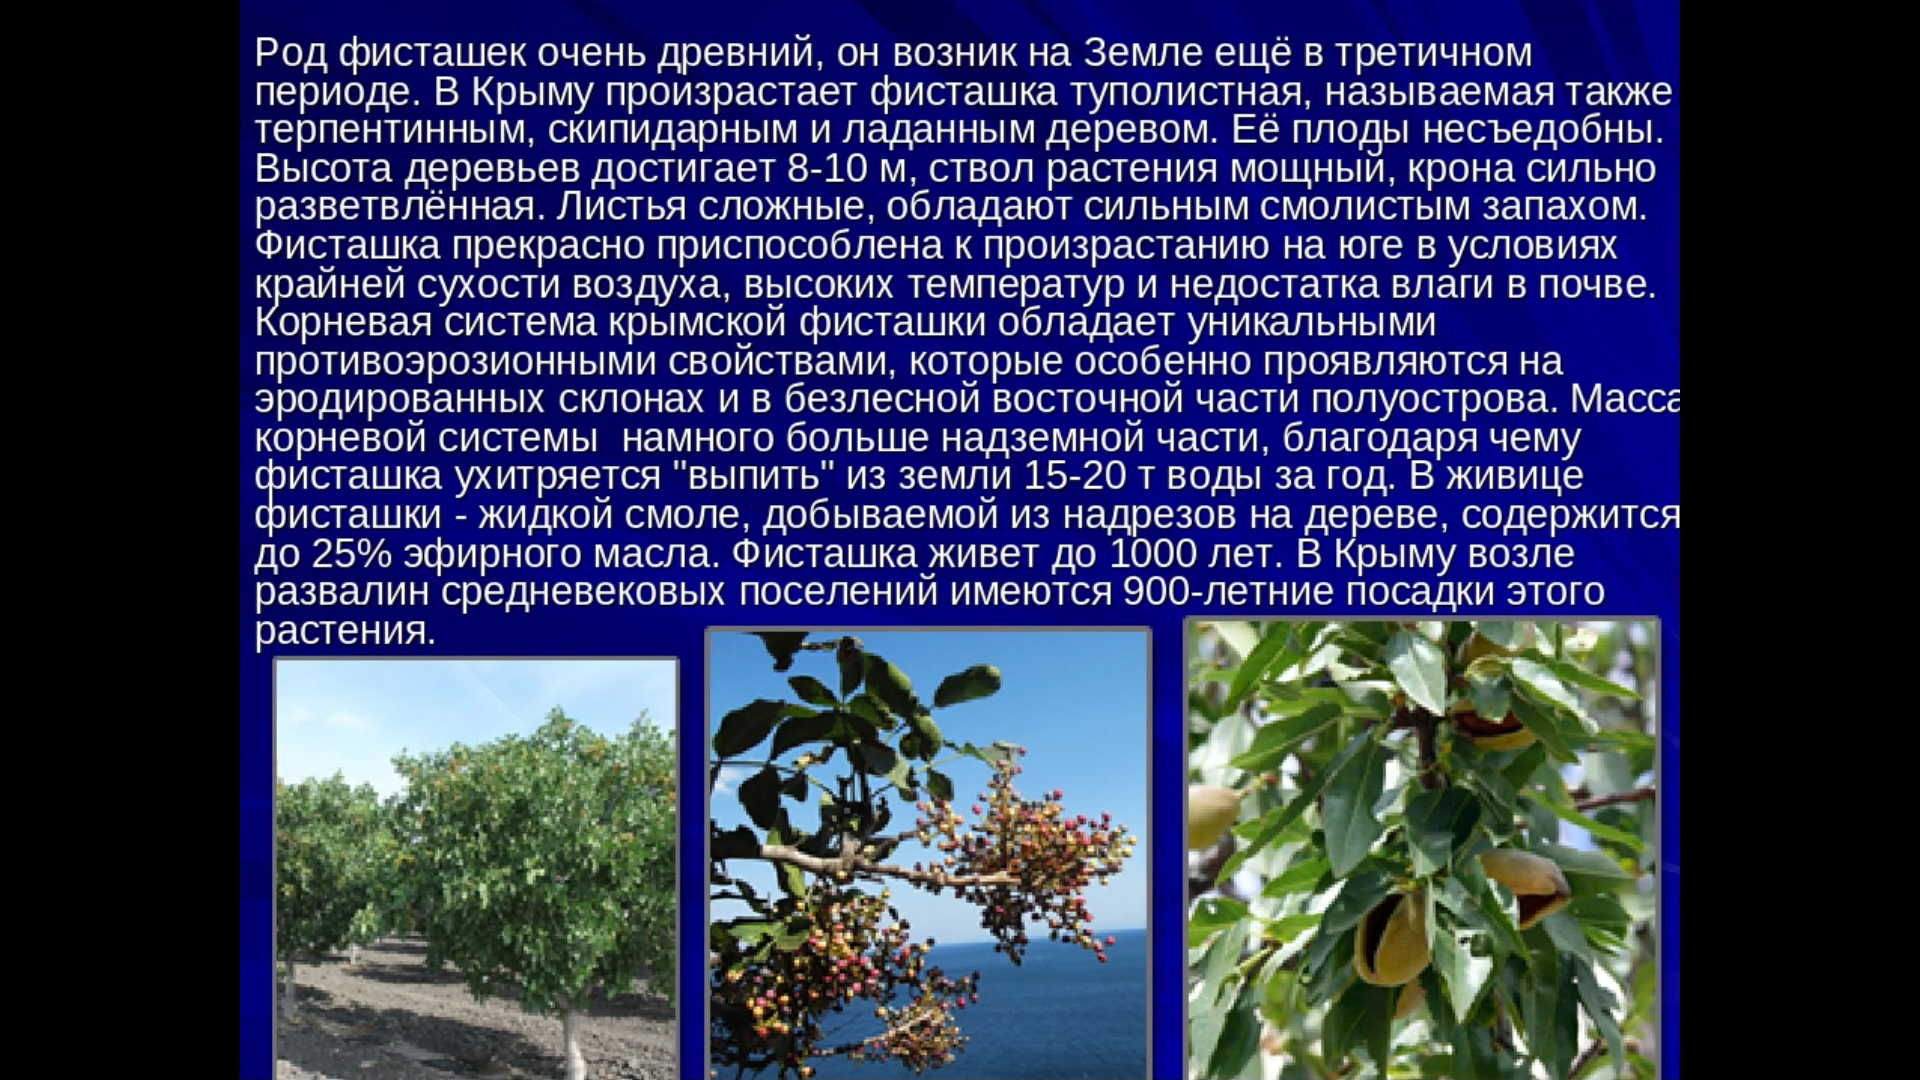 Род фисташек очень древний, он возник на Земле ещё в третичном
периоде. В Крыму произрастает фисташка туполистная, называемая также
терпентинным, скипидарным и ладанным деревом. Её плоды несъедобны.
Высота деревьев достигает 8-10 м, ствол растения мощный, крона сильно
разветвлённая. Листья сложные, обладают сильным смолистым запахом.
Фисташка прекрасно приспособлена к произрастанию на юге в условиях
крайней сухости воздуха, высоких температур и недостатка влаги в почве.
Корневая система крымской фисташки обладает уникальными
противоэрозионными свойствами, которые особенно проявляются на
эродированных склонах и в безлесной восточной части полуострова. Масса
корневой системы  намного больше надземной части, благодаря чему
фисташка ухитряется "выпить" из земли 15-20 т воды за год. В живице
фисташки - жидкой смоле, добываемой из надрезов на дереве, содержится
до 25% эфирного масла. Фисташка живет до 1000 лет. В Крыму возле
развалин средневековых поселений имеются 900-летние посадки этого
растения.